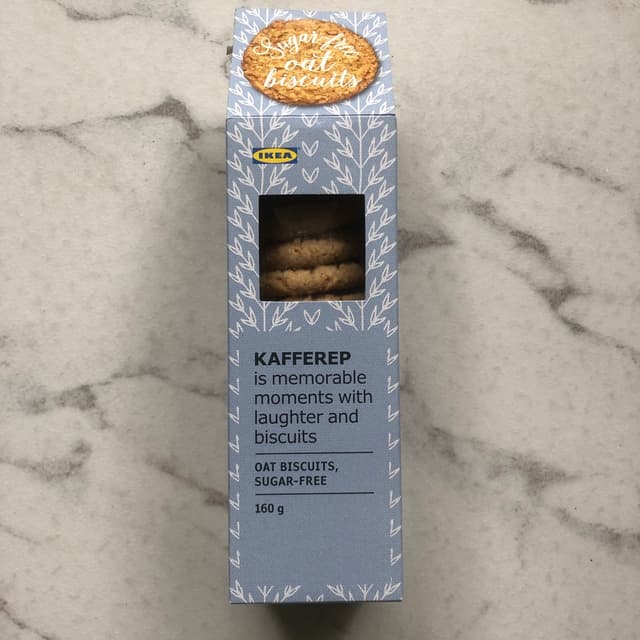 Sugar free
oat
biscuits
IKEA
KAFFEREP
is memorable
moments with
laughter and
biscuits
OAT BISCUITS,
SUGAR-FREE
160 g